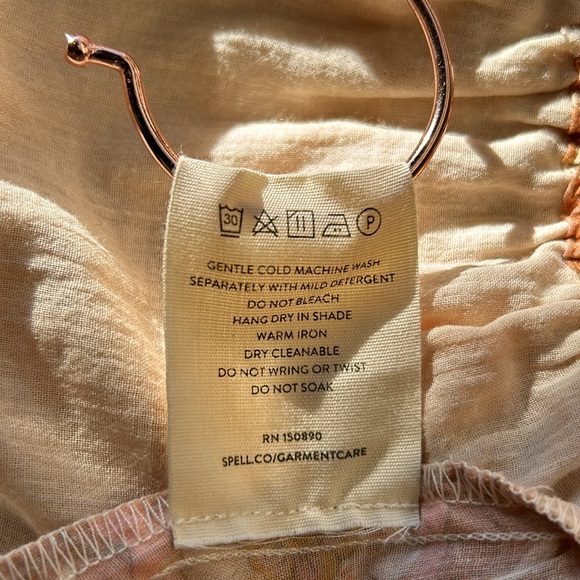 30 P
GENTLE COLD MACHINE WASH
SEPARATELY WITH MILD DETERGENT
DO NOT BLEACH
HANG DRY IN SHADE
WARM IRON
DRY CLEANABLE
DO NOT WRING OR TWIST
DO NOT SOAK
RN 150890
SPELL.CO/GARMENTCARE